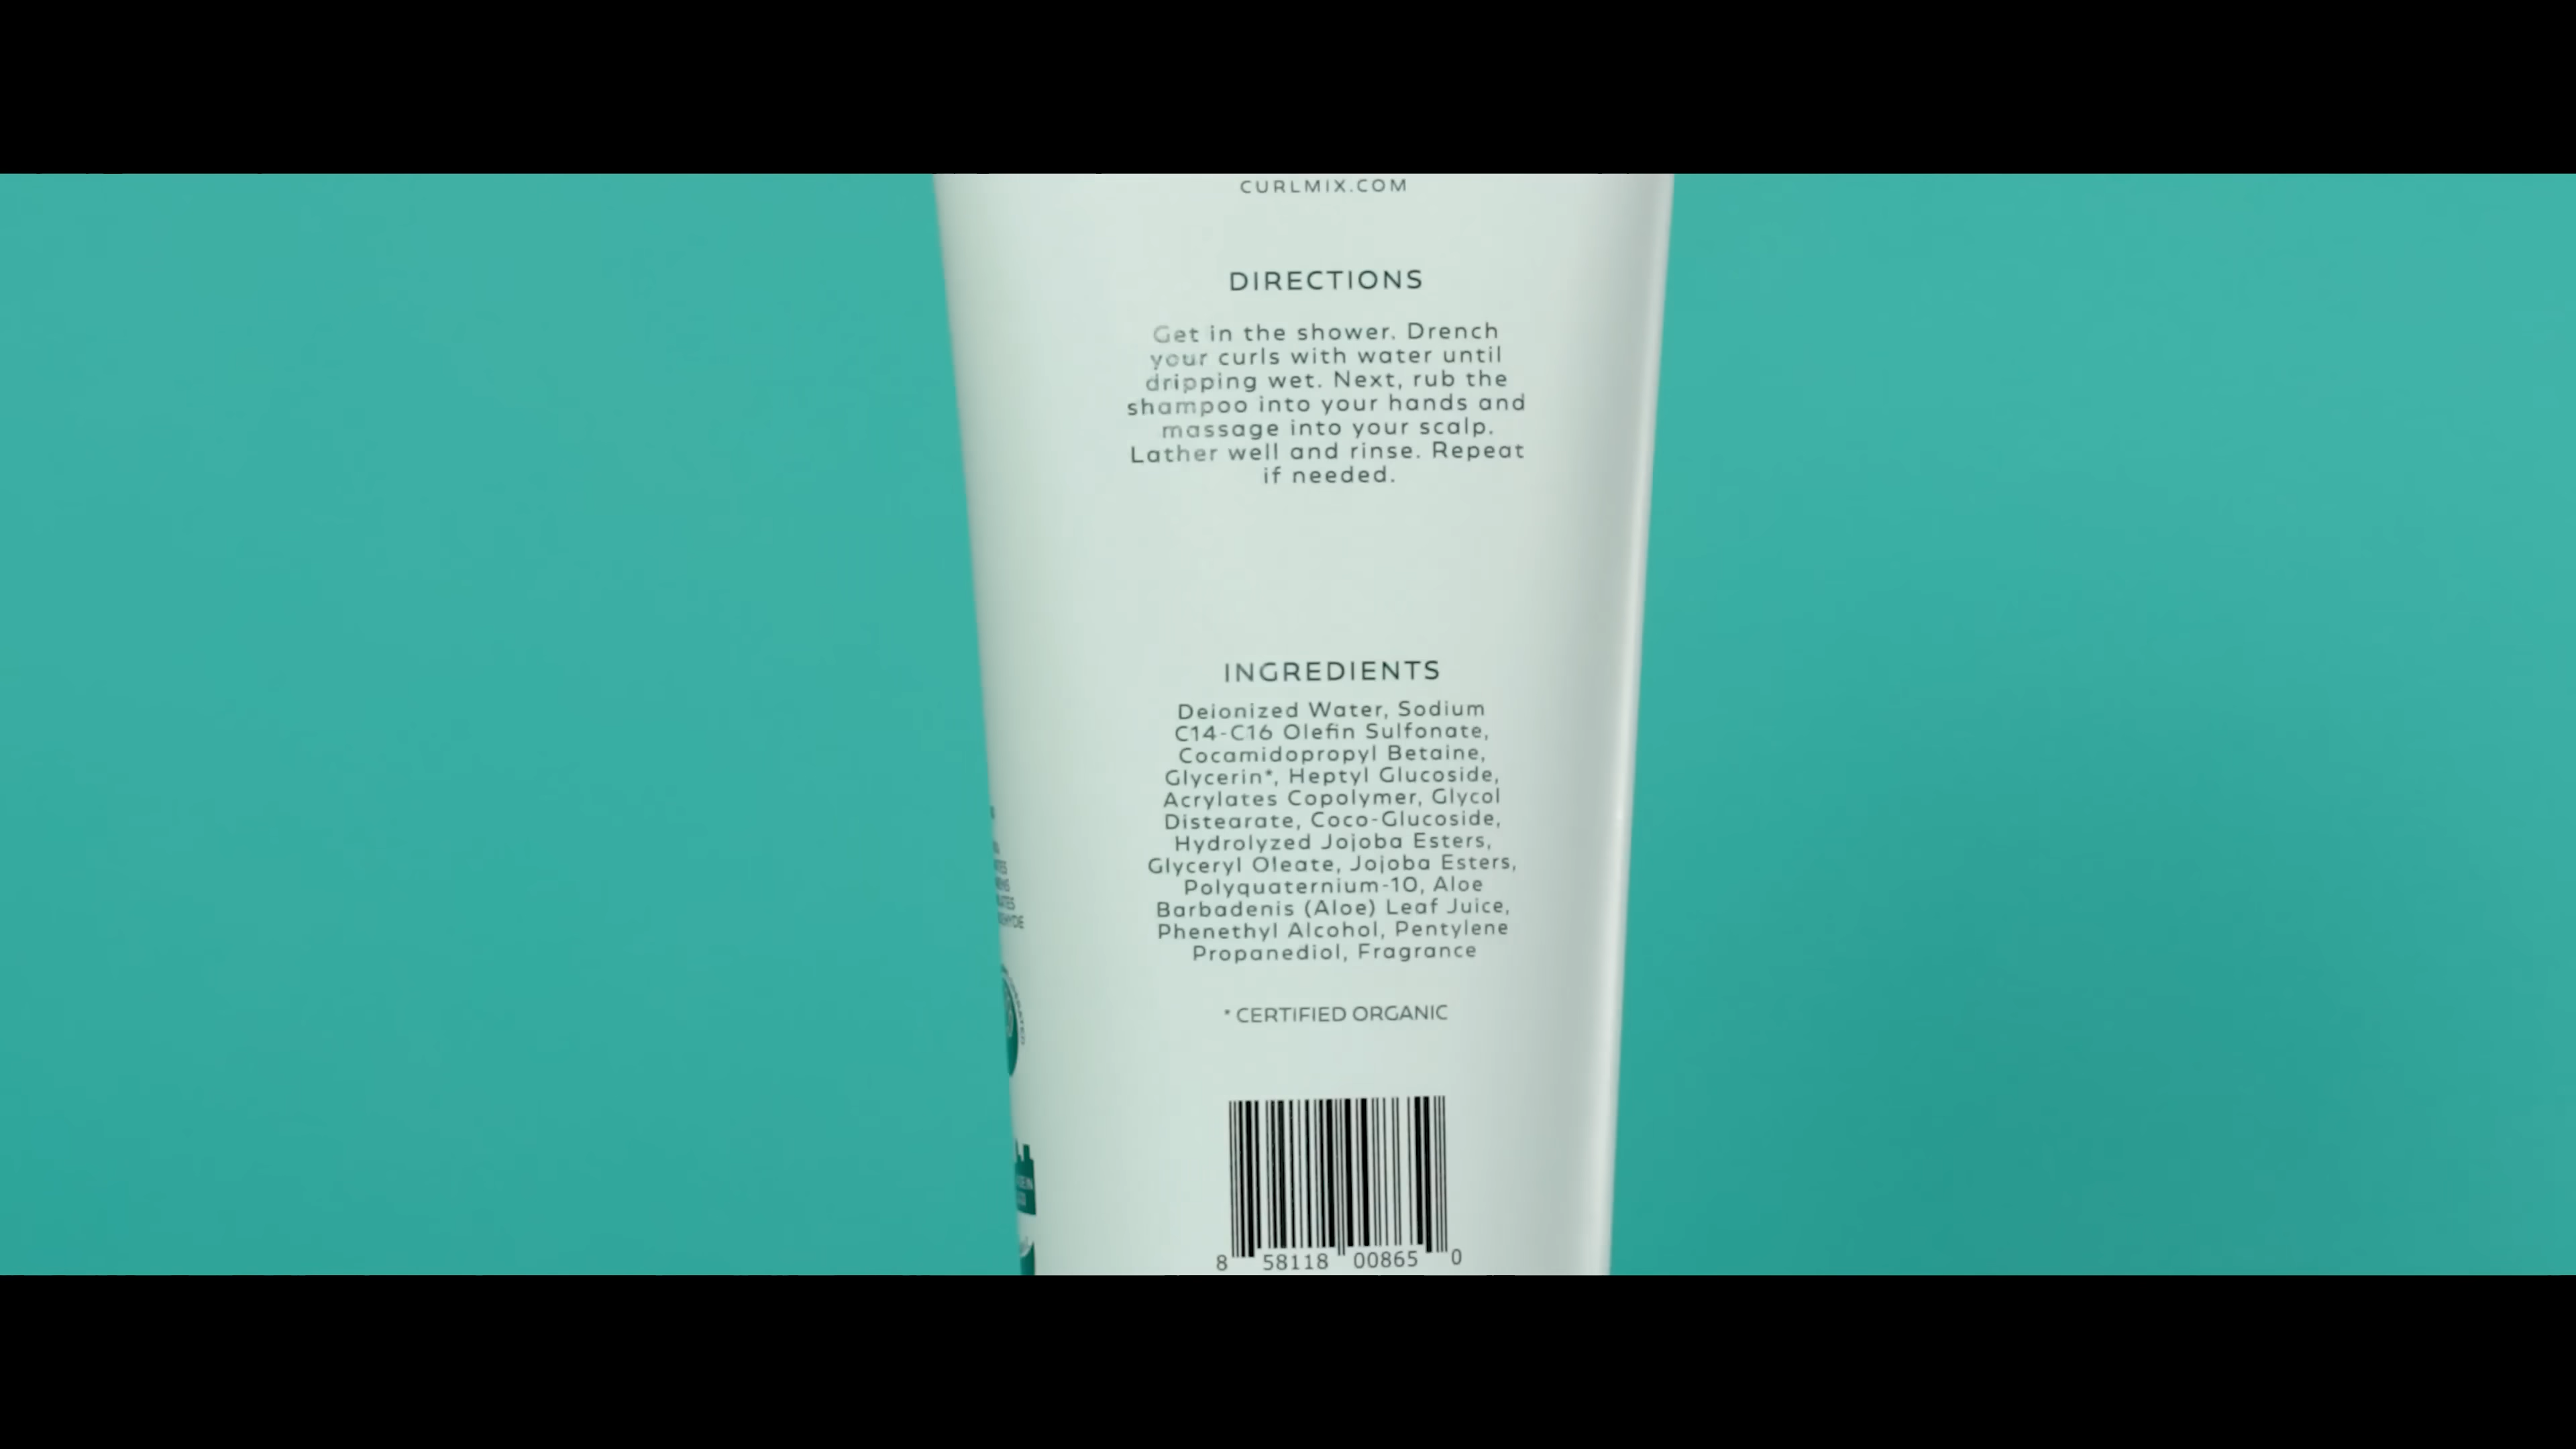 CURLMIX.COM
DIRECTIONS
Get in the shower. Drench
your curls with water until
dripping wet. Next, rub the
shampoo into your hands and
massage into your scalp.
Lather well and rinse. Repeat
if needed.
INGREDIENTS
Deionized Water, Sodium
C14-C16 Olefin Sulfonate,
Cocamidopropyl Betaine,
Glycerin*, Heptyl Glucoside,
Acrylates Copolymer, Glycol
Distearate, Coco-Glucoside,
Hydrolyzed Jojoba Esters,
Glyceryl Oleate, Jojoba Esters,
Polyquaternium-10, Aloe
Barbadenis (Aloe) Leaf Juice,
Phenethyl Alcohol, Pentylene
Propanediol, Fragrance
* CERTIFIED ORGANIC
8 58118 00865 0